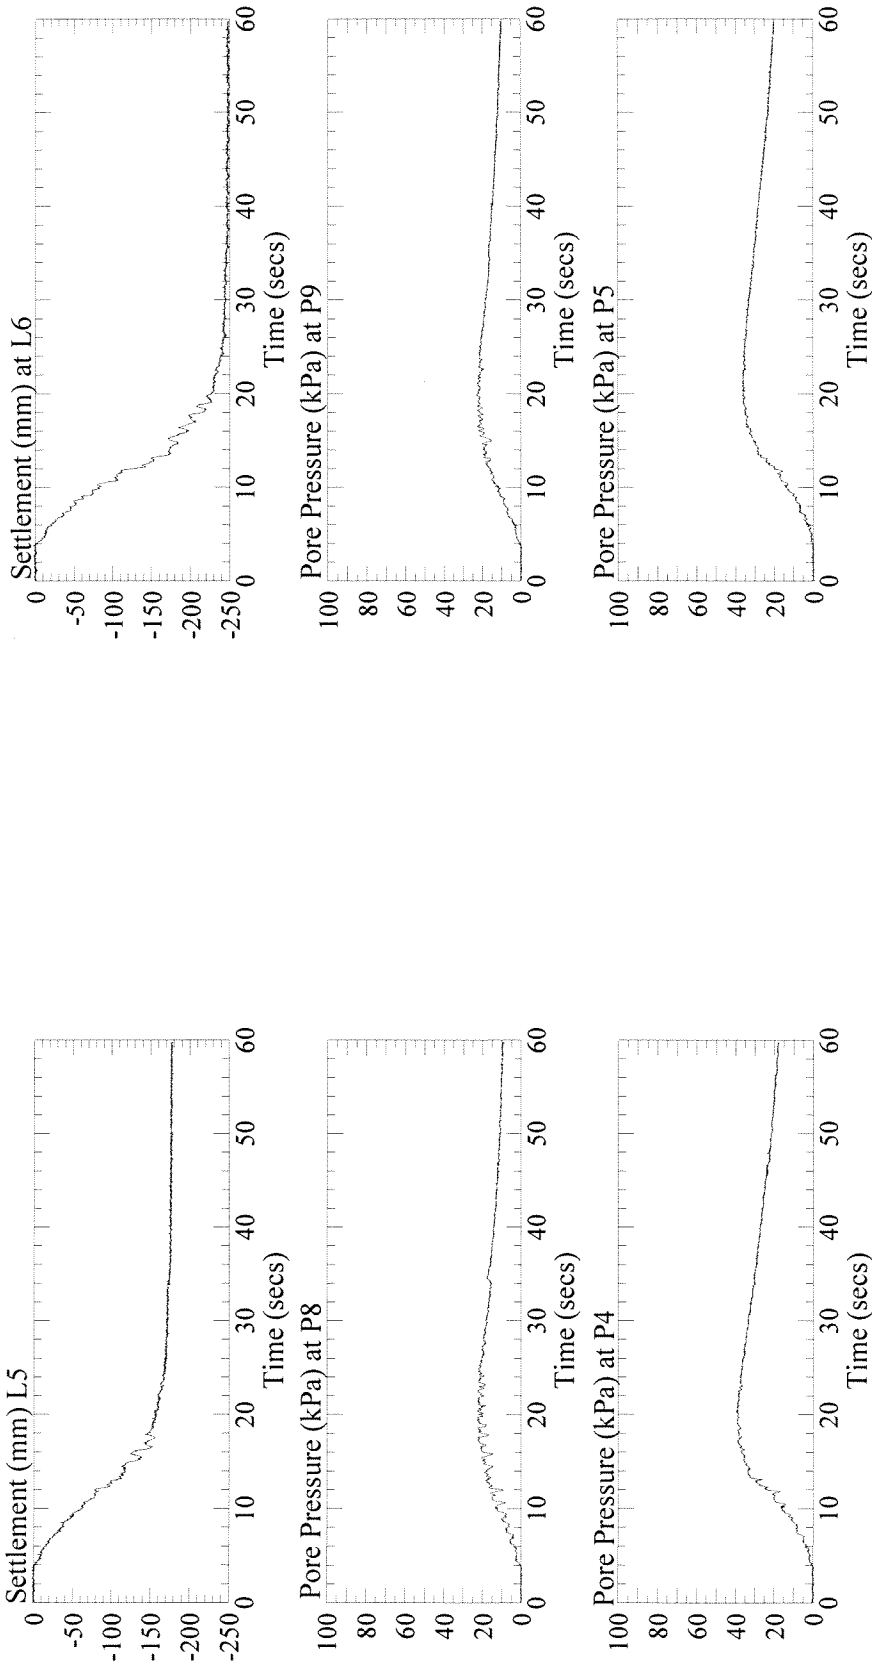 Settlement (mm) L5
0
-50
-100
-150
-200
-250
0 10 20 30 40 50 60
Time (secs)
Pore Pressure (kPa) at P8
100
80
60
40
20
0
0 10 20 30 40 50 60
Time (secs)
Pore Pressure (kPa) at P4
100
80
60
40
20
0
0 10 20 30 40 50 60
Time (secs)
Settlement (mm) at L6
0
-50
-100
-150
-200
-250
0 10 20 30 40 50 60
Time (secs)
Pore Pressure (kPa) at P9
100
80
60
40
20
0
0 10 20 30 40 50 60
Time (secs)
Pore Pressure (kPa) at P5
100
80
60
40
20
0
0 10 20 30 40 50 60
Time (secs)